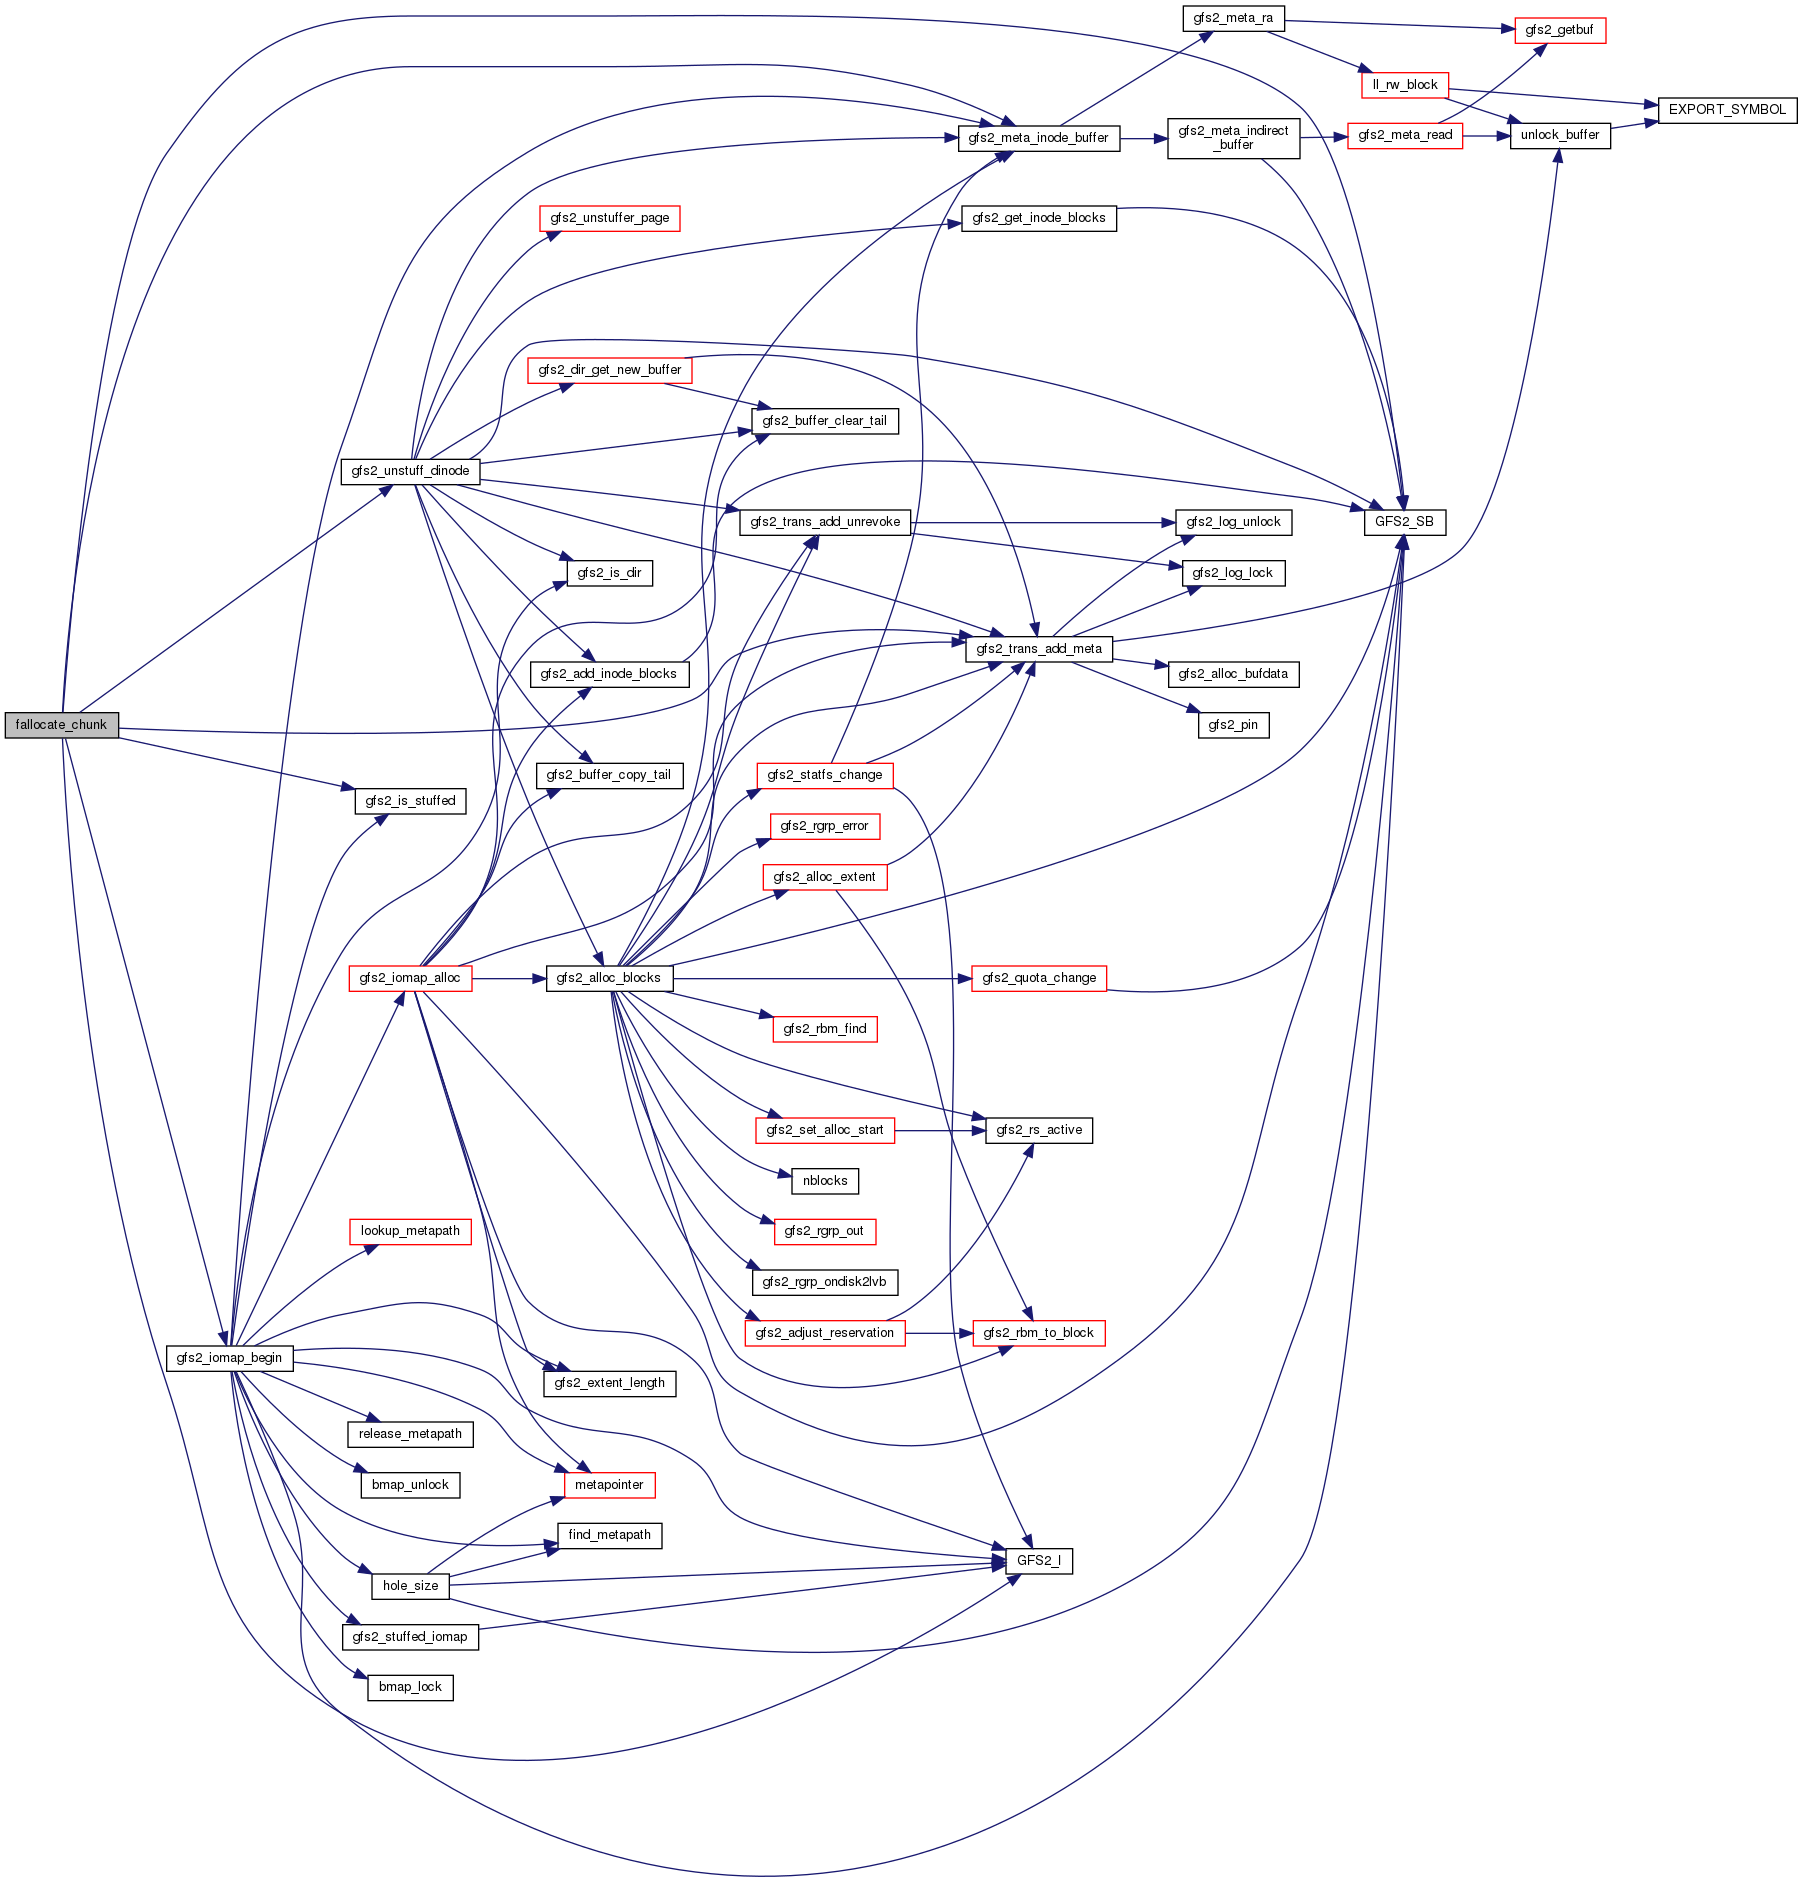 gfs2_meta_ra
gfs2_getbuf
ll_rw_block
EXPORT_SYMBOL
gfs2_meta_inode_buffer
gfs2_meta_indirect
_buffer
gfs2_meta_read
unlock_buffer
gfs2_unstuffer_page
gfs2_get_inode_blocks
gfs2_dir_get_new_buffer
gfs2_buffer_clear_tail
gfs2_unstuff_dinode
gfs2_trans_add_unrevoke
gfs2_log_unlock
GFS2_SB
gfs2_is_dir
gfs2_log_lock
gfs2_trans_add_meta
gfs2_add_inode_blocks
gfs2_alloc_bufdata
fallocate_chunk
gfs2_pin
gfs2_buffer_copy_tail
gfs2_statfs_change
gfs2_is_stuffed
gfs2_rgrp_error
gfs2_alloc_extent
gfs2_iomap_alloc
gfs2_alloc_blocks
gfs2_quota_change
gfs2_rbm_find
gfs2_set_alloc_start
gfs2_rs_active
nblocks
lookup_metapath
gfs2_rgrp_out
gfs2_rgrp_ondisk2lvb
gfs2_adjust_reservation
gfs2_rbm_to_block
gfs2_iomap_begin
gfs2_extent_length
release_metapath
bmap_unlock
metapointer
find_metapath
GFS2_I
hole_size
gfs2_stuffed_iomap
bmap_lock